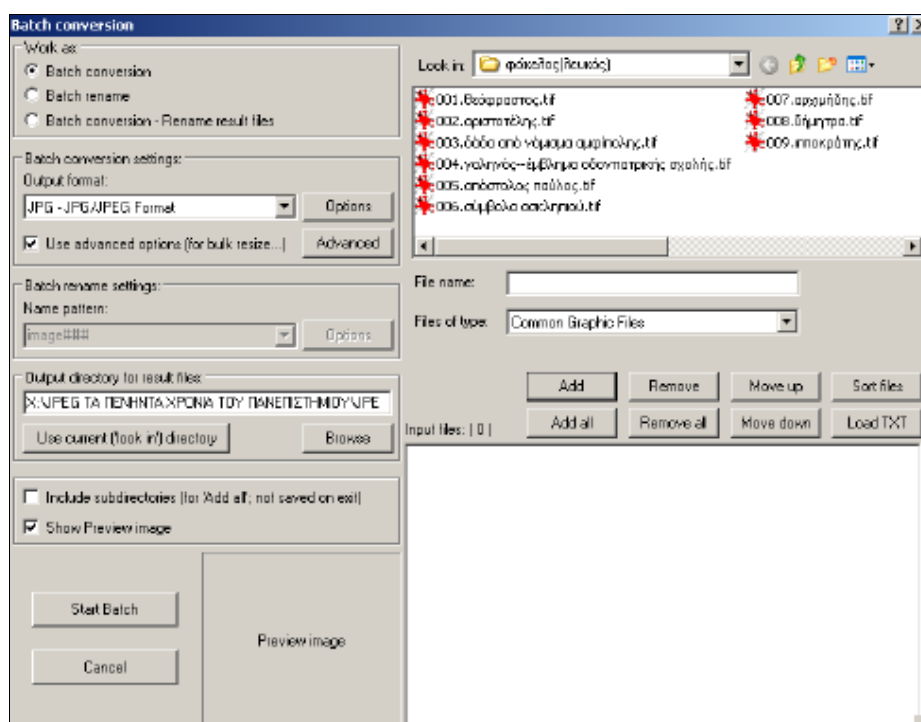 Batch conversion
Work as:
Batch conversion
Batch rename
Batch conversion - Rename result files
Batch conversion settings:
Output format:
JPG - JPG/JPEG Format
Options
Use advanced options (for bulk resize...)
Advanced
Batch rename settings:
Name pattern:
image###
Options
Output directory for result files:
X:\JPEG ΤΑ ΠΕΝΗΝΤΑ ΧΡΟΝΙΑ ΤΟΥ ΠΑΝΕΠΙΣΤΗΜΙΟΥ\JPE
Use current ('look in') directory
Browse
Include subdirectories (for 'Add all'; not saved on exit)
Show Preview image
Start Batch
Cancel
Preview image
Look in:
φάκελος(λευκός)
001.θεόφραστος.tif
002.αριστοτέλης.tif
003.δάδα από νόμισμα αμφίπολης.tif
004.γαληνός--έμβλημα οδοντιατρικής σχολής.tif
005.απόστολος παύλος.tif
006.σύμβολα ασκληπιού.tif
007.αρχιμήδης.tif
008.δήμητρα.tif
009.ιπποκράτης.tif
File name:
Files of type:
Common Graphic Files
Add
Remove
Move up
Sort files
Input files: ( 0 )
Add all
Remove all
Move down
Load TXT